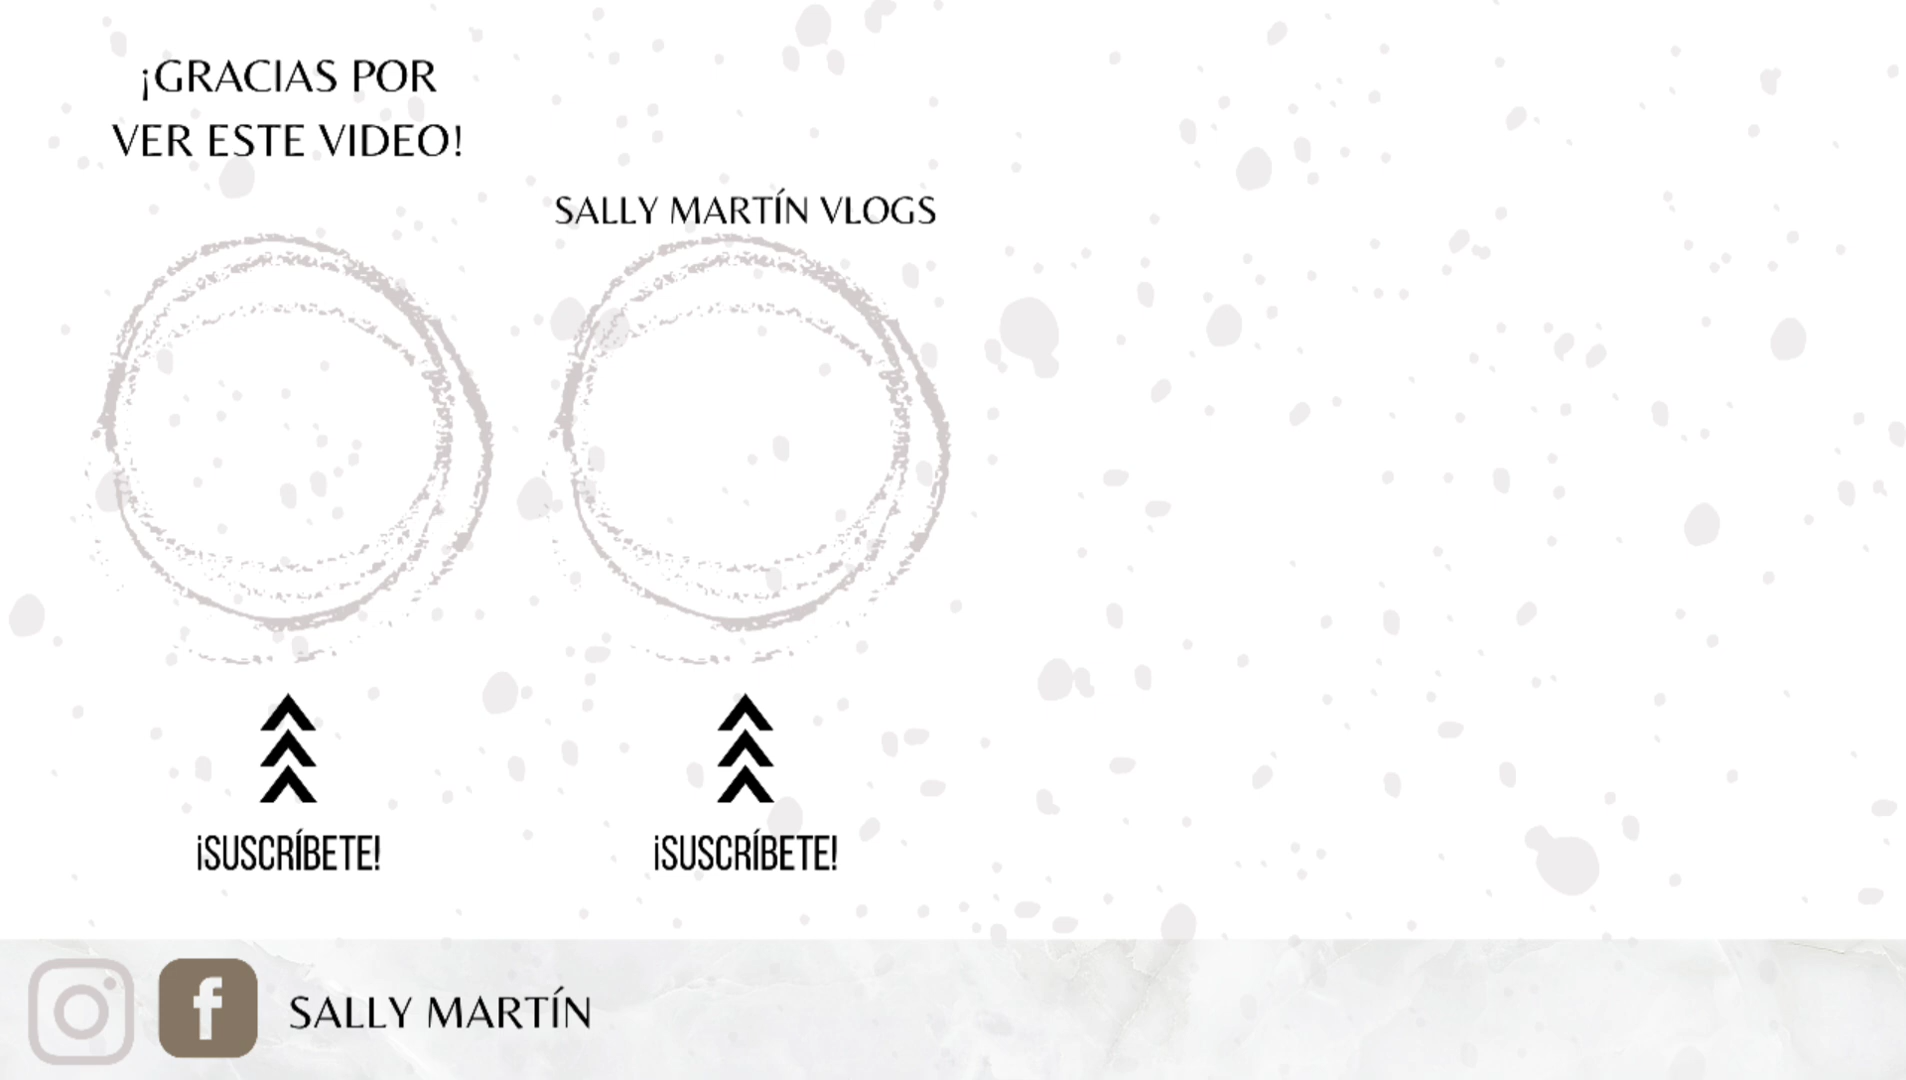 ¡GRACIAS POR
VER ESTE VIDEO!
SALLY MARTÍN VLOGS
¡SUSCRÍBETE!
¡SUSCRÍBETE!
SALLY MARTÍN